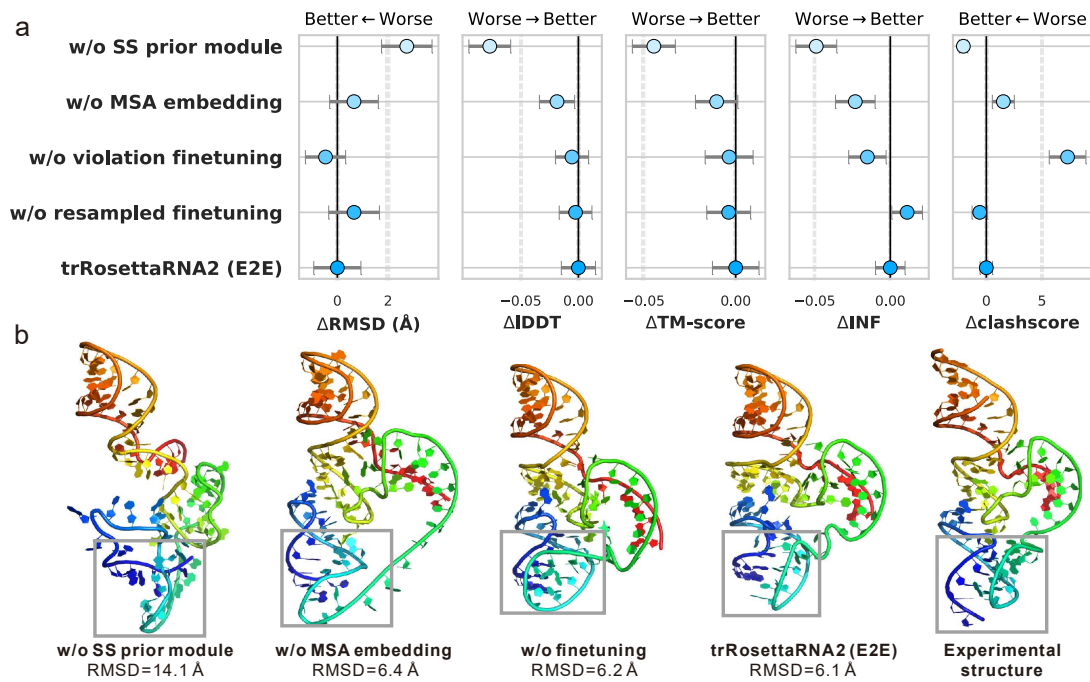 a
Better ← Worse
Worse → Better
Worse → Better
Worse → Better
Better ← Worse
w/o SS prior module
w/o MSA embedding
w/o violation finetuning
w/o resampled finetuning
trRosettaRNA2 (E2E)
0 2
−0.05 0.00
−0.05 0.00
−0.05 0.00
0 5
ΔRMSD (Å)
ΔlDDT
ΔTM-score
ΔINF
Δclashscore
b
w/o SS prior module
RMSD=14.1 Å
w/o MSA embedding
RMSD=6.4 Å
w/o finetuning
RMSD=6.2 Å
trRosettaRNA2 (E2E)
RMSD=6.1 Å
Experimental
structure